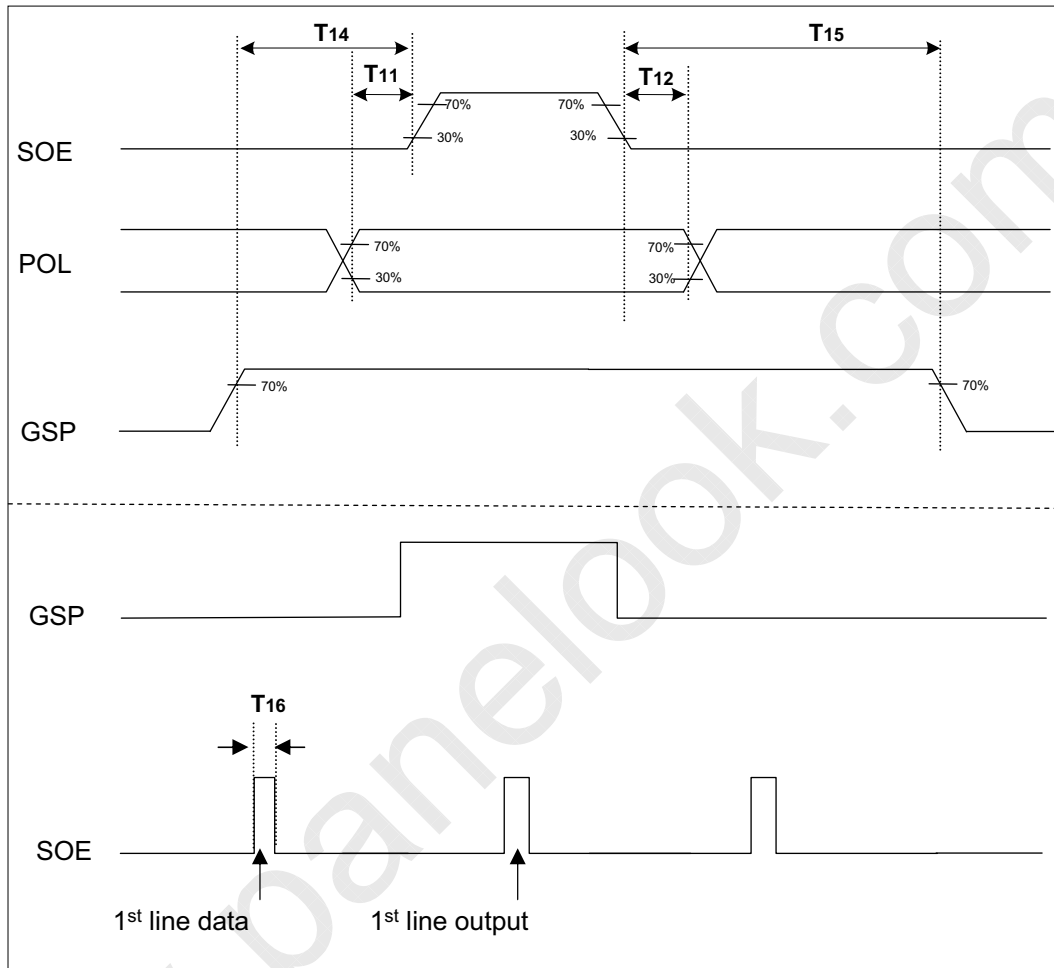 T14
T15
T11
T12
70%
70%
SOE
30%
30%
70%
70%
POL
30%
30%
70%
70%
GSP
GSP
T16
SOE
1st line data
1st line output
panelook.com